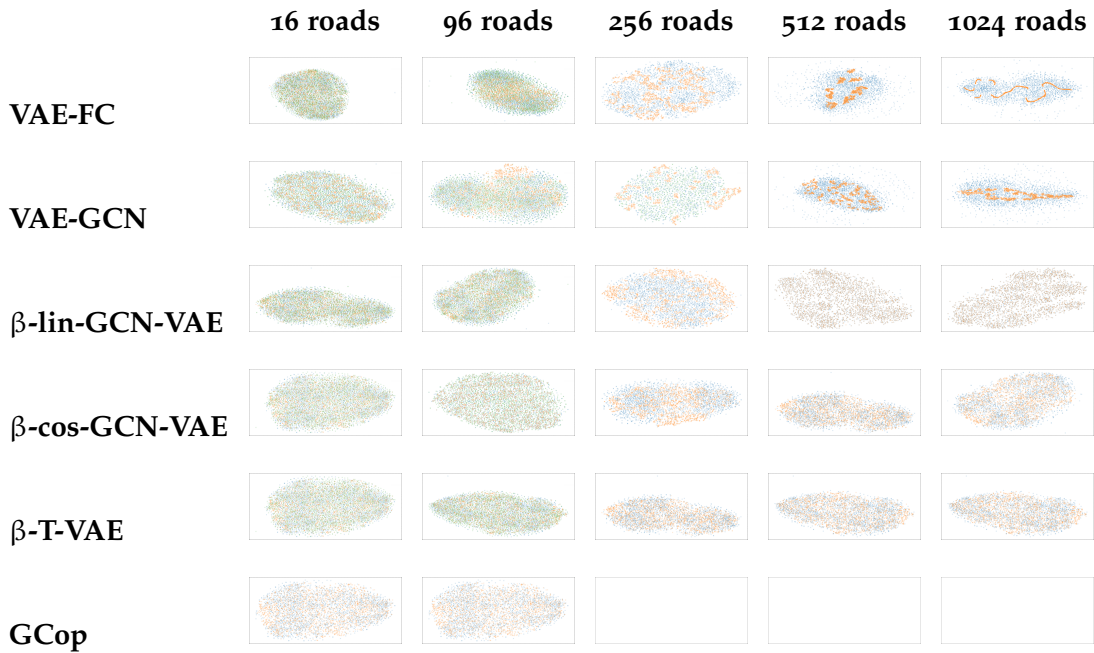 16 roads 96 roads 256 roads 512 roads 1024 roads
VAE-FC
VAE-GCN
β-lin-GCN-VAE
β-cos-GCN-VAE
β-T-VAE
GCop